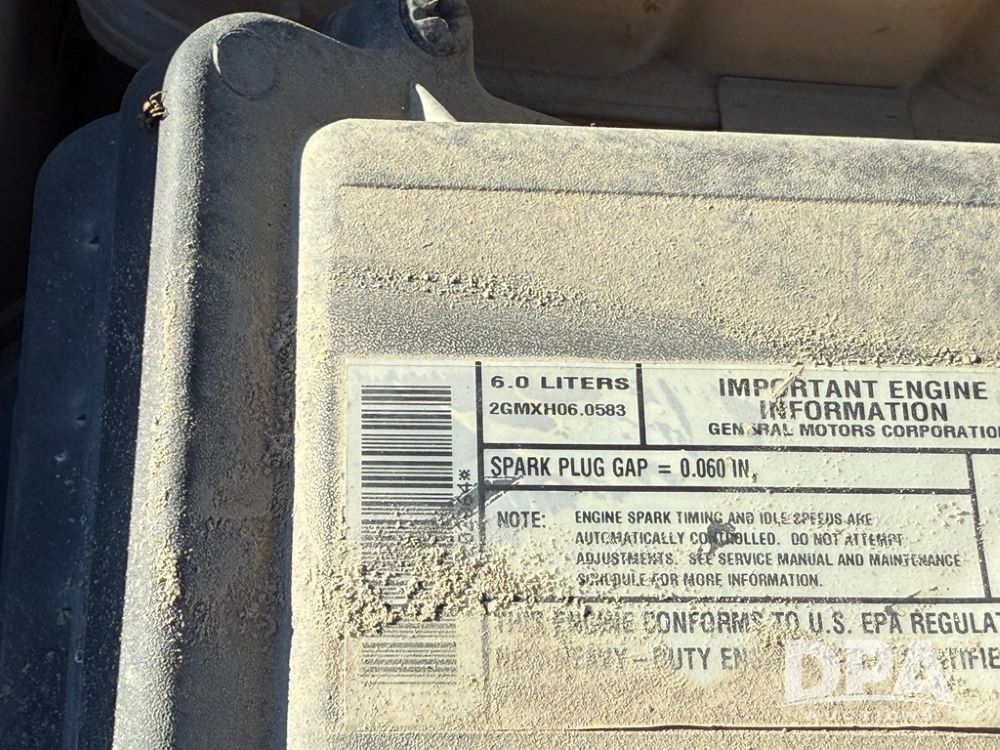 6.0 LITERS
2GMXH06.0583
IMPORTANT ENGINE
INFORMATION
GENERAL MOTORS CORPORATIO
SPARK PLUG GAP = 0.060 IN.
NOTE: ENGINE SPARK TIMING AND IDLE SPEEDS ARE
AUTOMATICALLY CONTROLLED. DO NOT ATTEMPT
ADJUSTMENTS. SEE SERVICE MANUAL AND MAINTENANCE
SCHEDULE FOR MORE INFORMATION.
THIS ENGINE CONFORMS TO U.S. EPA REGULAT
HEAVY-DUTY
DPA
AUCTIONS